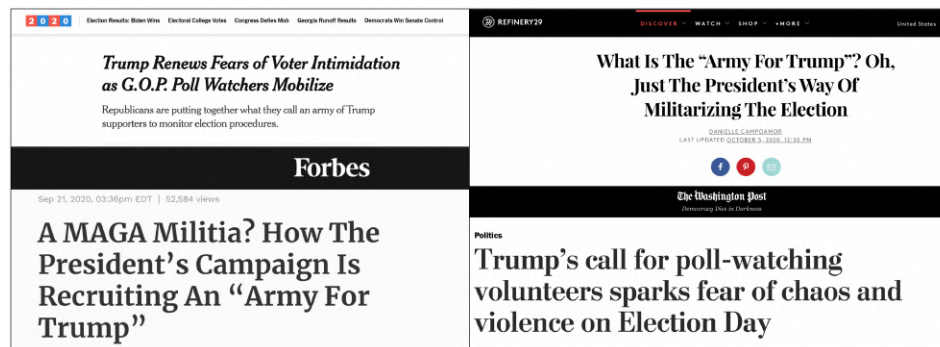 2020 Election Results: Biden Wins Electoral College Votes Congress Defies Mob Georgia Runoff Results Democrats Win Senate Control
Trump Renews Fears of Voter Intimidation
as G.O.P. Poll Watchers Mobilize
Republicans are putting together what they call an army of Trump
supporters to monitor election procedures.
Forbes
Sep 21, 2020, 03:36pm EDT | 52,584 views
A MAGA Militia? How The
President's Campaign Is
Recruiting An “Army For
Trump”
REFINERY29 DISCOVER WATCH SHOP +MORE United States
What Is The “Army For Trump”? Oh,
Just The President's Way Of
Militarizing The Election
DANIELLE CAMPOAMOR
LAST UPDATED OCTOBER 5, 2020, 12:50 PM
The Washington Post
Democracy Dies in Darkness
Politics
Trump's call for poll-watching
volunteers sparks fear of chaos and
violence on Election Day